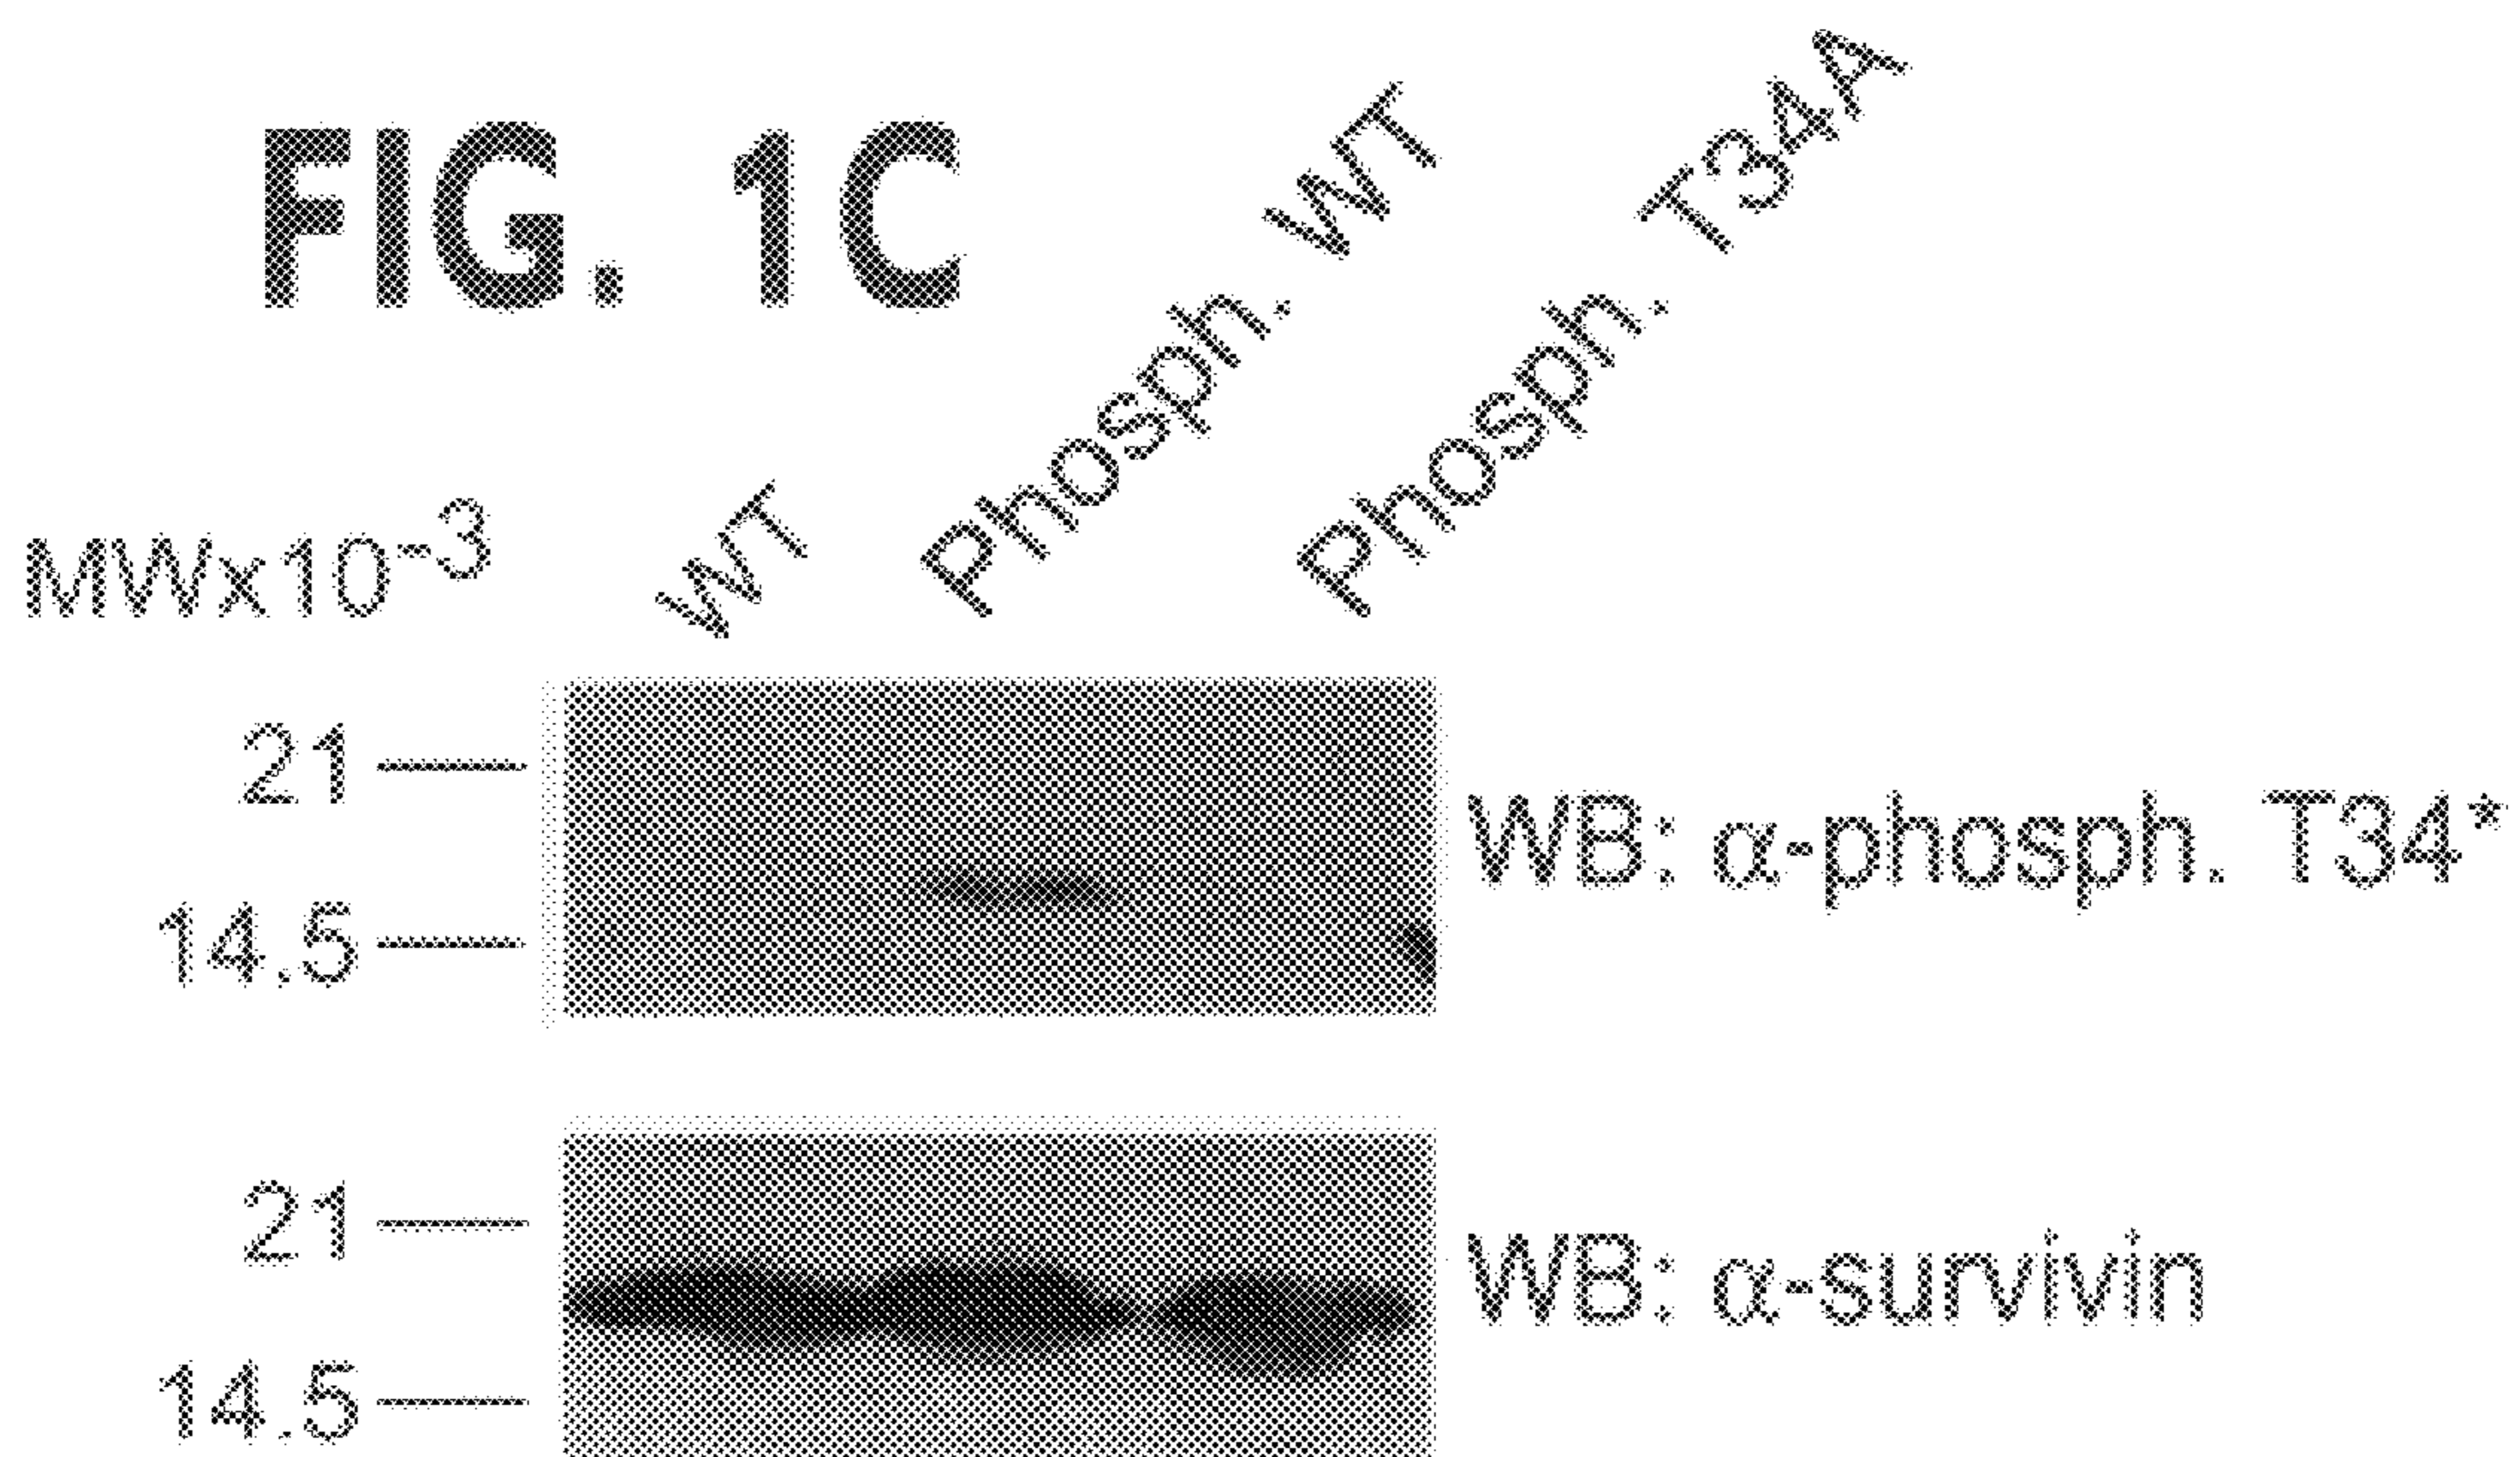 FIG. 1C
WT
Phosph. WT
Phosph. T34A
MWx10⁻³
21
14.5
WB: α-phosph. T34*
21
14.5
WB: α-survivin